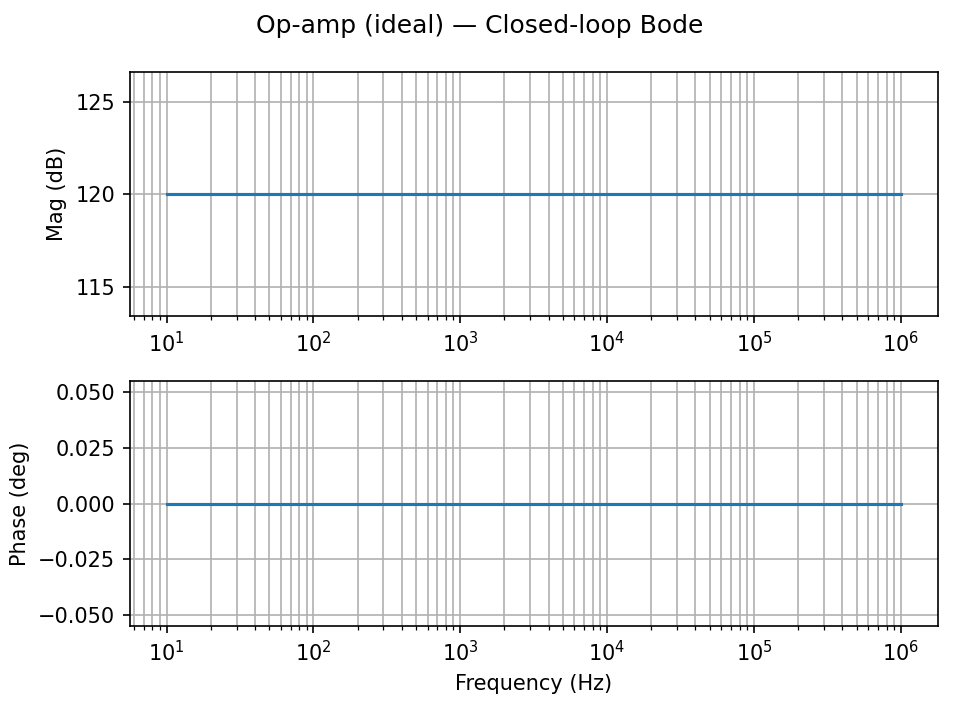 Op-amp (ideal) — Closed-loop Bode
Mag (dB)
125
120
115
10¹ 10² 10³ 10⁴ 10⁵ 10⁶
Phase (deg)
0.050
0.025
0.000
−0.025
−0.050
10¹ 10² 10³ 10⁴ 10⁵ 10⁶
Frequency (Hz)